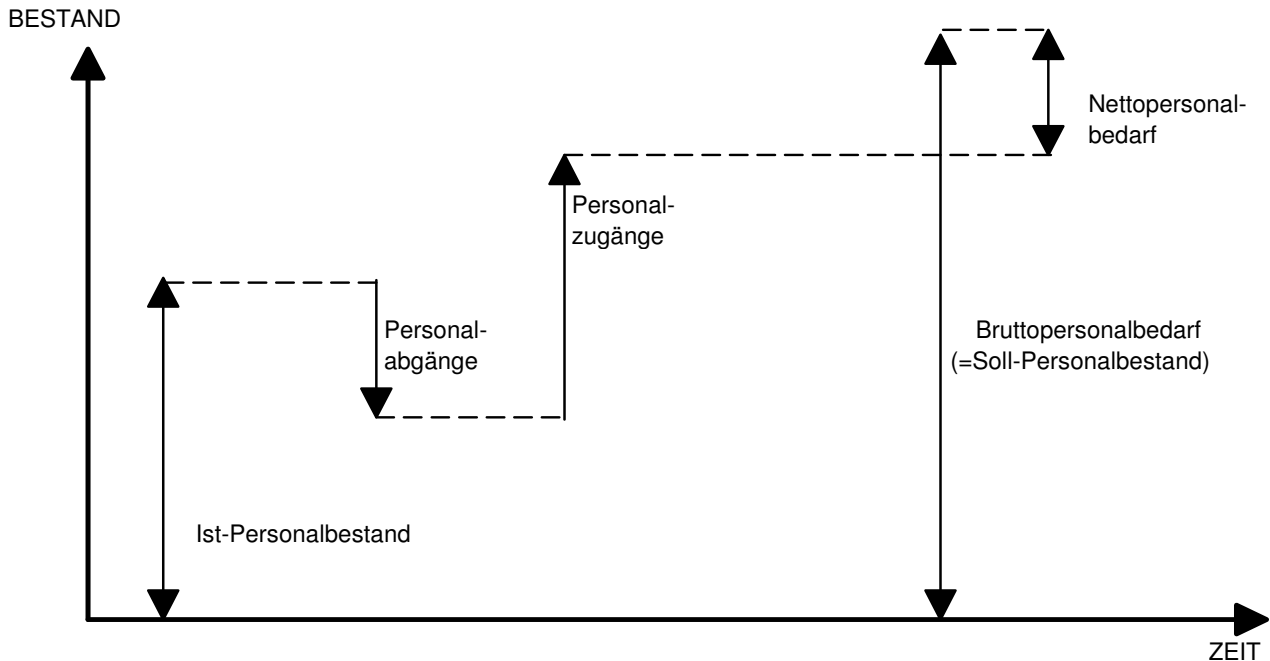 BESTAND
Nettopersonal-
bedarf
Personal-
zugänge
Personal-
abgänge
Bruttopersonalbedarf
(=Soll-Personalbestand)
Ist-Personalbestand
ZEIT